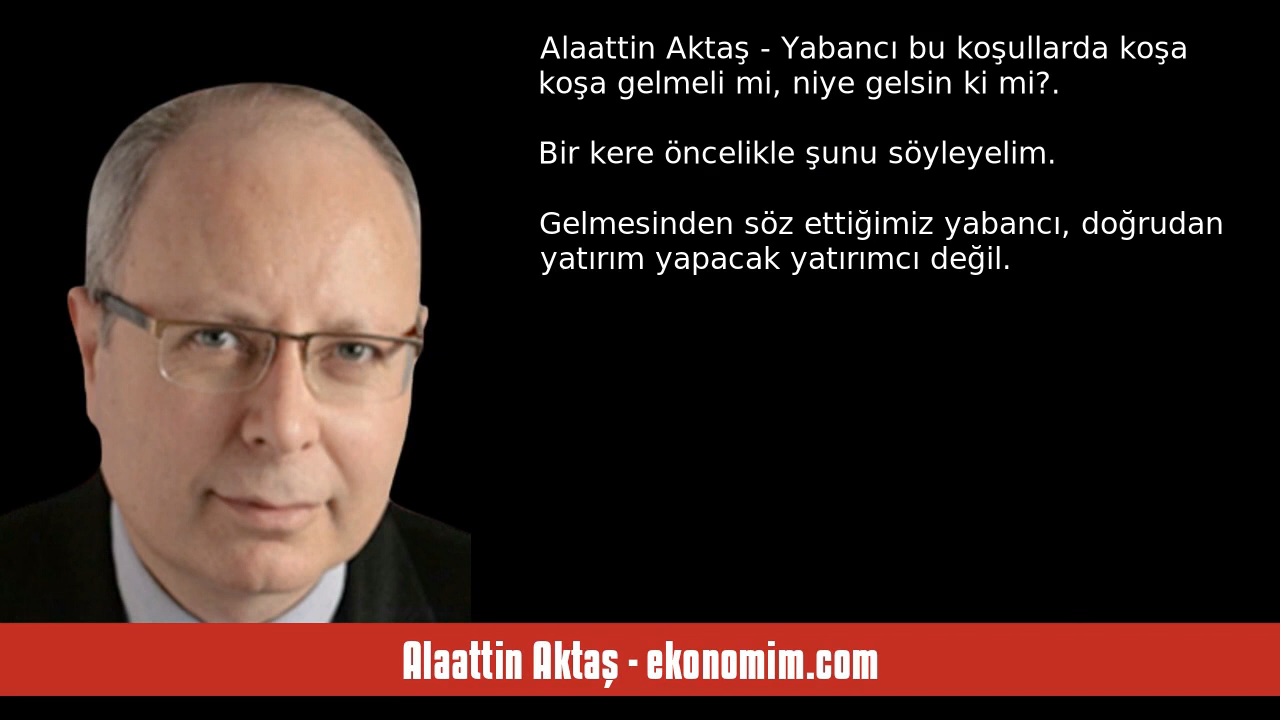 Alaattin Aktaş - Yabancı bu koşullarda koşa
koşa gelmeli mi, niye gelsin ki mi?.
Bir kere öncelikle şunu söyleyelim.
Gelmesinden söz ettiğimiz yabancı, doğrudan
yatırım yapacak yatırımcı değil.
Alaattin Aktaş - ekonomim.com